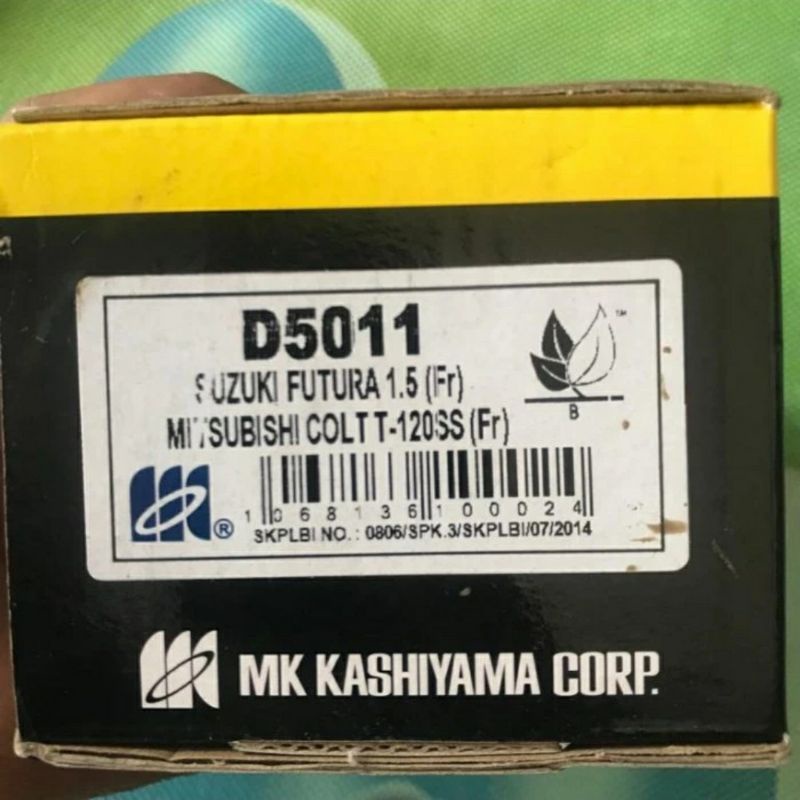 D5011
SUZUKI FUTURA 1.5 (Fr)
MITSUBISHI COLT T-120SS (Fr)
TM
B
1 068136 100024
®
SKPLBI NO. : 0806/SPK.3/SKPLBI/07/2014
MK KASHIYAMA CORP.